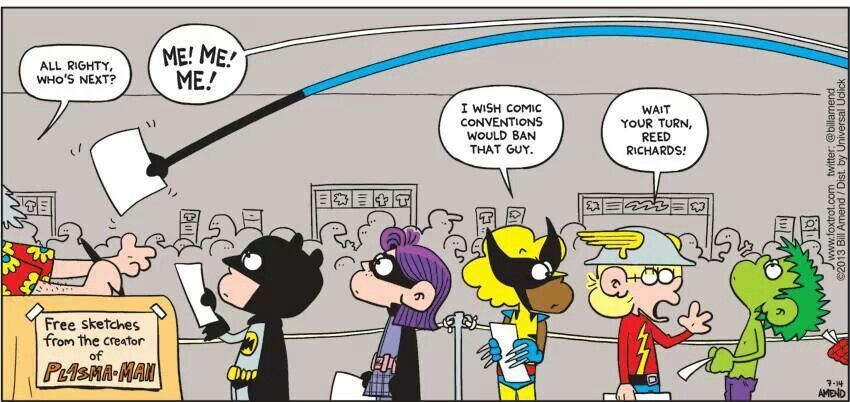 ALL RIGHTY,
WHO'S NEXT?
ME! ME!
ME!
I WISH COMIC
CONVENTIONS
WOULD BAN
THAT GUY.
WAIT
YOUR TURN,
REED
RICHARDS!
Free sketches
from the creator
of
PLASMA-MAN
www.foxtrot.com twitter: @billamend
©2013 Bill Amend / Dist. by Universal Uclick
7-14
AMEND